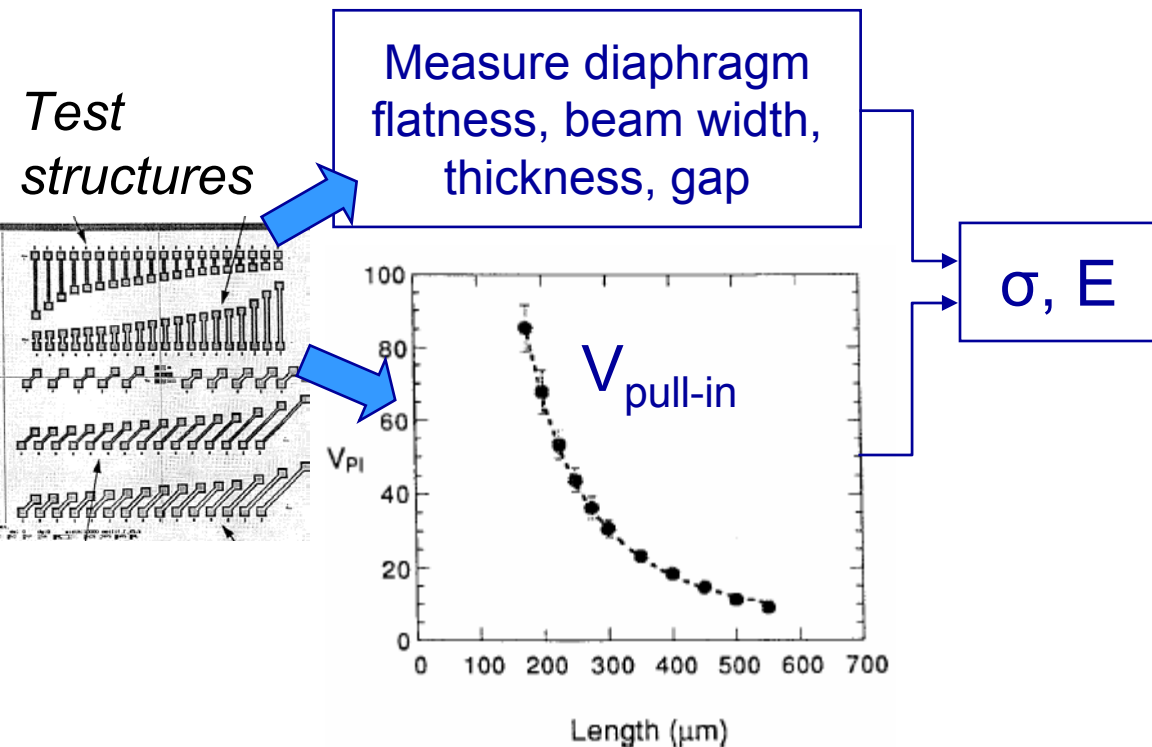 Test
structures
Measure diaphragm
flatness, beam width,
thickness, gap
σ, E
V pull-in
100
80
60
V PI
40
20
0
0 100 200 300 400 500 600 700
Length (μm)